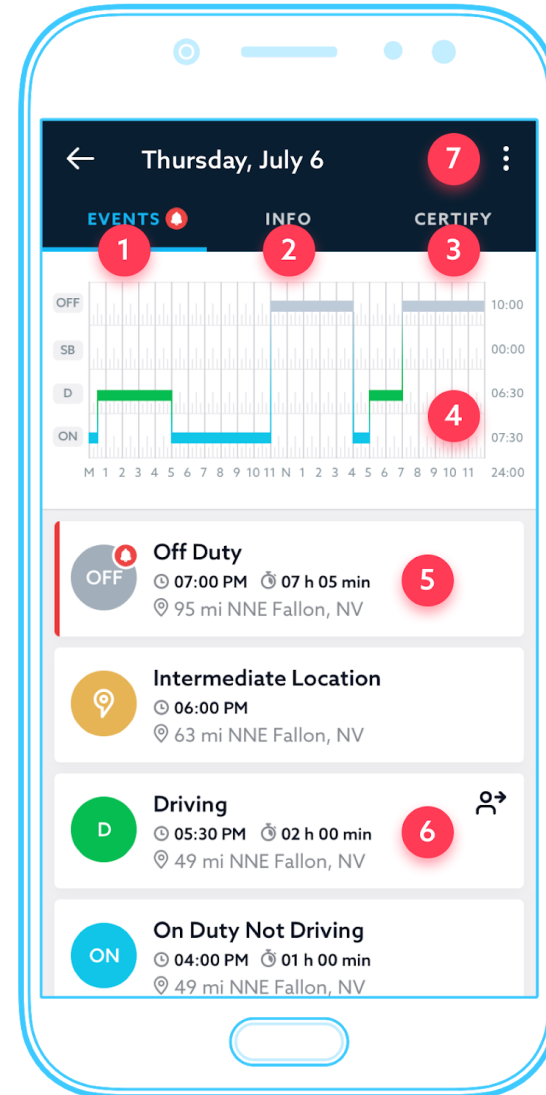 Thursday, July 6 7
EVENTS INFO CERTIFY
1 2 3
OFF 10:00
SB 00:00
D 06:30
4
ON 07:30
M 1 2 3 4 5 6 7 8 9 10 11 N 1 2 3 4 5 6 7 8 9 10 11 24:00
Off Duty
OFF 07:00 PM 07 h 05 min 5
95 mi NNE Fallon, NV
Intermediate Location
06:00 PM
63 mi NNE Fallon, NV
Driving
D 05:30 PM 02 h 00 min 6
49 mi NNE Fallon, NV
On Duty Not Driving
ON 04:00 PM 01 h 00 min
49 mi NNE Fallon, NV